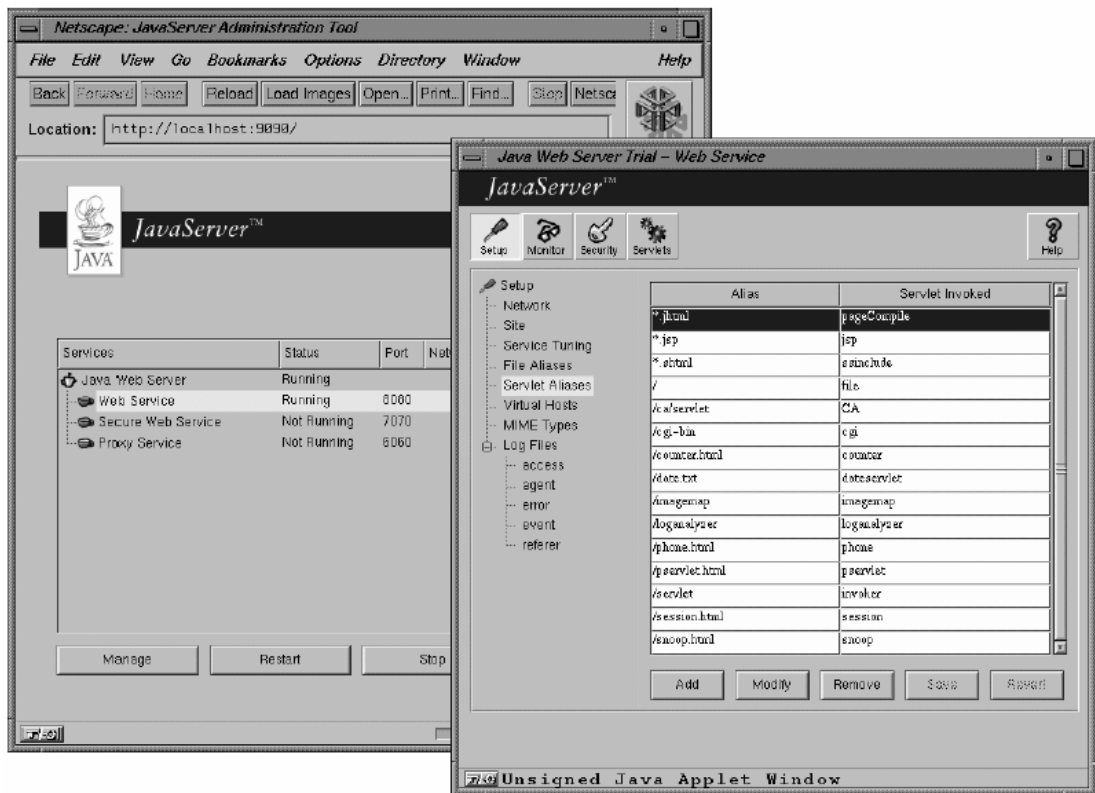 Netscape: JavaServer Administration Tool
File Edit View Go Bookmarks Options Directory Window Help
Back Forward Home Reload Load Images Open... Print... Find... Stop Netsca
Location: http://localhost:9090/
JavaServer™
JAVA
Services Status Port Net
Java Web Server Running
Web Service Running 8080
Secure Web Service Not Running 7070
Proxy Service Not Running 6060
Manage Restart Stop
Java Web Server Trial – Web Service
JavaServer™
Setup Monitor Security Servlets Help
Setup
Network
Site
Service Tuning
File Aliases
Servlet Aliases
Virtual Hosts
MIME Types
Log Files
access
agent
error
event
referer
Alias Servlet Invoked
*.jhtml pageCompile
*.jsp jsp
*.shtml ssinclude
/ file
/caservlet CA
/cgi-bin cgi
/counter.html counter
/date.txt dateservlet
/imagemap imagemap
/loganalyzer loganalyzer
/phone.html phone
/pservlet.html pservlet
/servlet invoker
/session.html session
/snoop.html snoop
Add Modify Remove Save Revert
Unsigned Java Applet Window